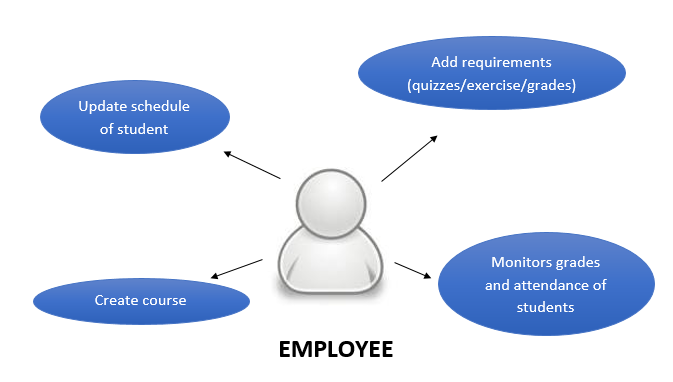 Add requirements
(quizzes/exercise/grades)
Update schedule
of student
Monitors grades
and attendance of
students
Create course
EMPLOYEE